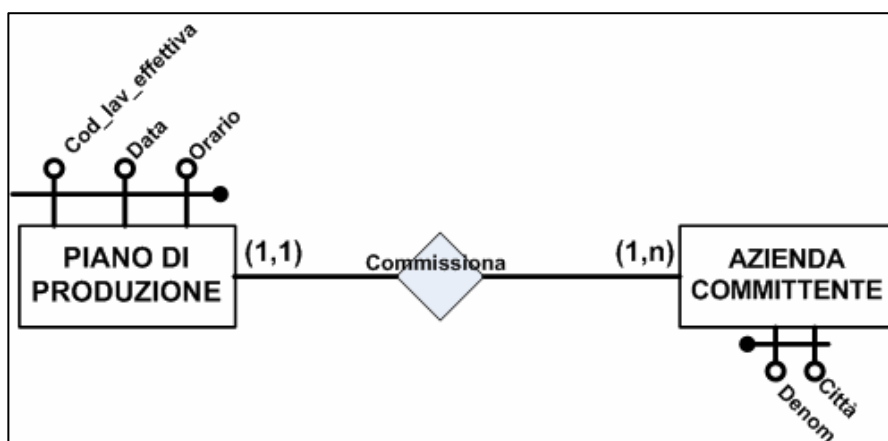 Cod_lav_effettiva
Data
Orario
PIANO DI
PRODUZIONE
(1,1)
Commissiona
(1,n)
AZIENDA
COMMITTENTE
Denom
Città